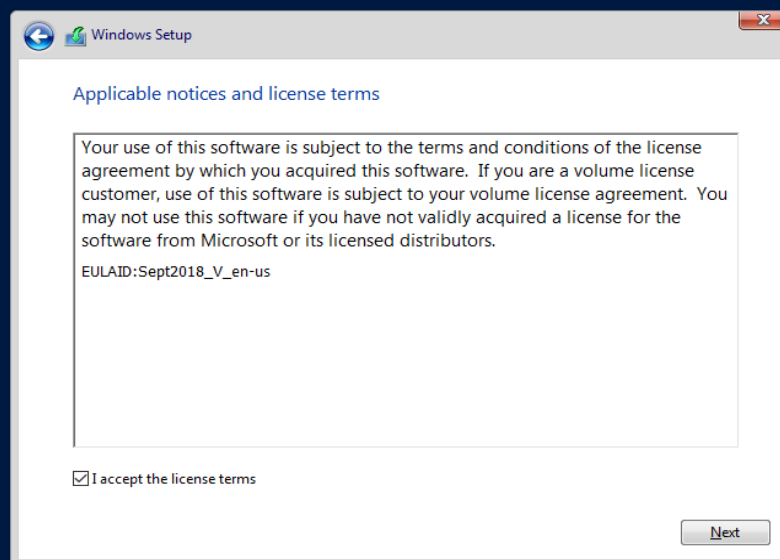 Windows Setup
Applicable notices and license terms
Your use of this software is subject to the terms and conditions of the license
agreement by which you acquired this software.  If you are a volume license
customer, use of this software is subject to your volume license agreement.  You
may not use this software if you have not validly acquired a license for the
software from Microsoft or its licensed distributors.
EULAID:Sept2018_V_en-us
I accept the license terms
Next